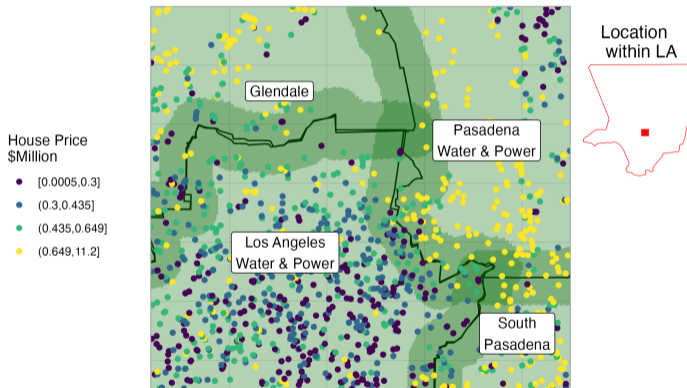 Location
within LA
Glendale
Pasadena
Water & Power
House Price
$Million
[0.0005,0.3]
(0.3,0.435]
(0.435,0.649]
(0.649,11.2]
Los Angeles
Water & Power
South
Pasadena